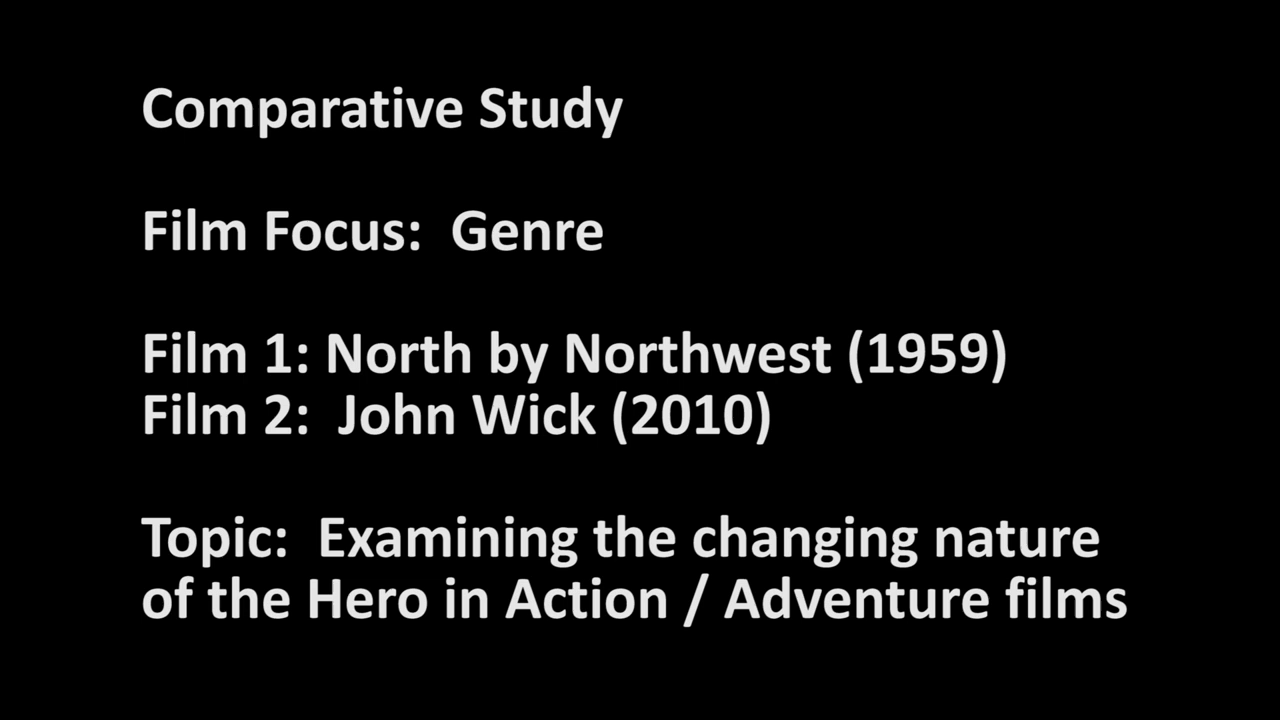 Comparative Study
Film Focus:  Genre
Film 1: North by Northwest (1959)
Film 2:  John Wick (2010)
Topic:  Examining the changing nature
of the Hero in Action / Adventure films